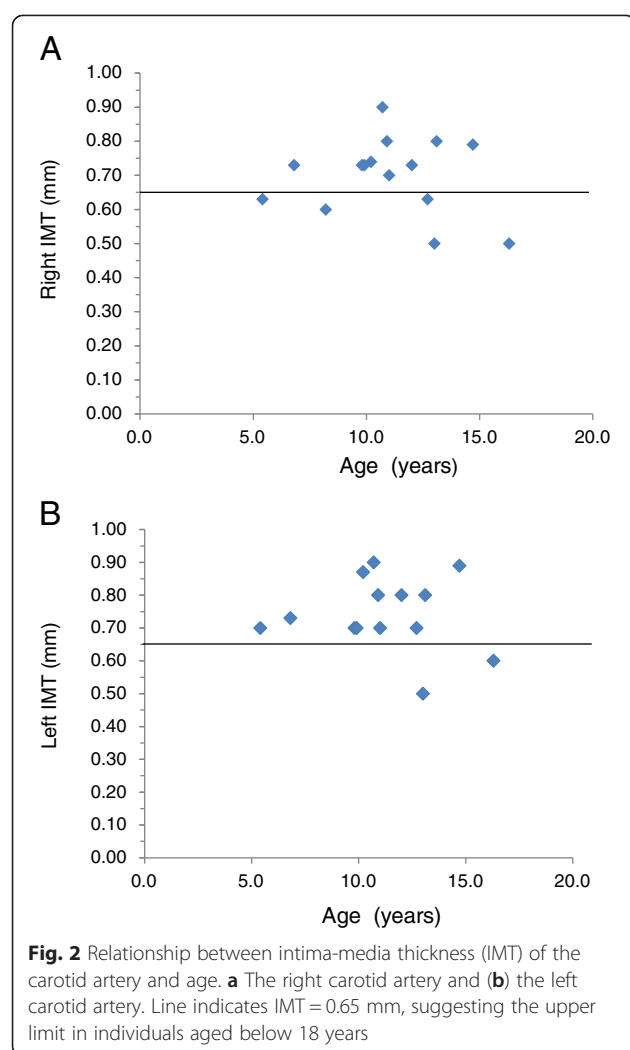 A
1.00
0.90
0.80
0.70
0.60
0.50
0.40
0.30
0.20
0.10
0.00
Right IMT (mm)
0.0 5.0 10.0 15.0 20.0
Age (years)
B
1.00
0.90
0.80
0.70
0.60
0.50
0.40
0.30
0.20
0.10
0.00
Left IMT (mm)
0.0 5.0 10.0 15.0 20.0
Age (years)
Fig. 2 Relationship between intima-media thickness (IMT) of the
carotid artery and age. a The right carotid artery and (b) the left
carotid artery. Line indicates IMT = 0.65 mm, suggesting the upper
limit in individuals aged below 18 years